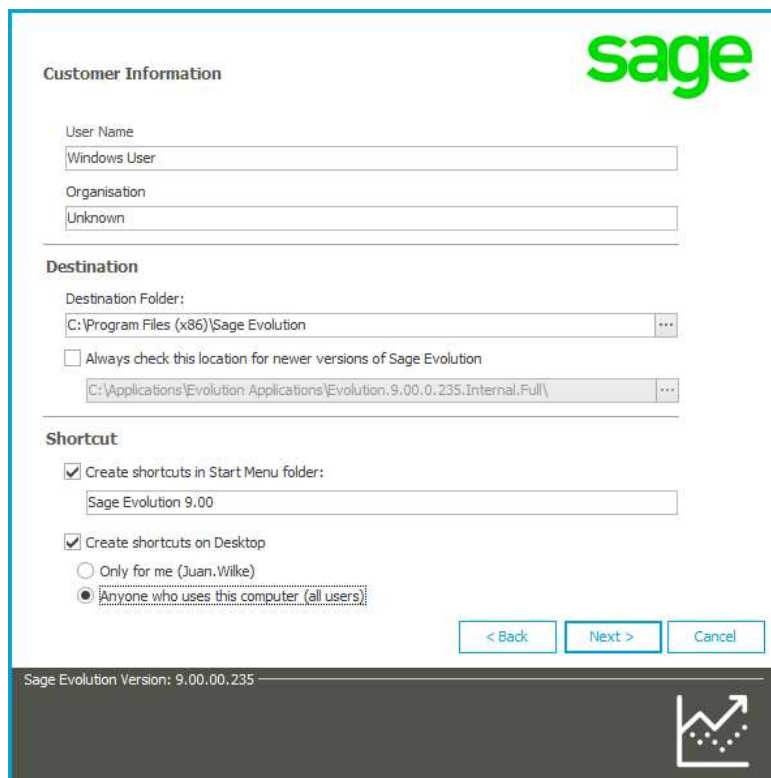 sage
Customer Information
User Name
Windows User
Organisation
Unknown
Destination
Destination Folder:
C:\Program Files (x86)\Sage Evolution
...
Always check this location for newer versions of Sage Evolution
C:\Applications\Evolution Applications\Evolution.9.00.0.235.Internal.Full\
...
Shortcut
Create shortcuts in Start Menu folder:
Sage Evolution 9.00
Create shortcuts on Desktop
Only for me (Juan.Wilke)
Anyone who uses this computer (all users)
< Back Next > Cancel
Sage Evolution Version: 9.00.00.235